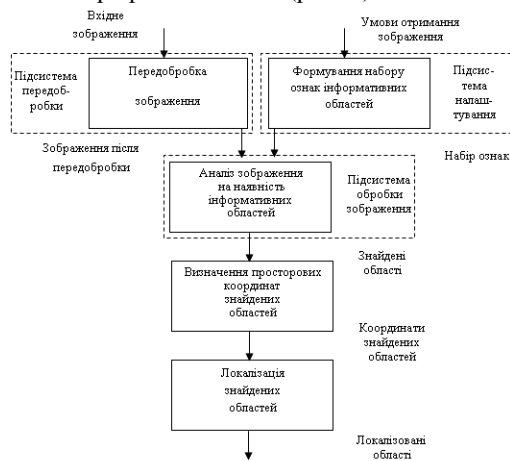 Вхідне
зображення
Умови отримання
зображення
Підсистема
передоб-
робки
Передобробка
зображення
Формування набору
ознак інформативних
областей
Підсис-
тема
налаш-
тування
Зображення після
передобробки
Набір ознак
Аналіз зображення
на наявність
інформативних
областей
Підсистема
обробки
зображення
Знайдені
області
Визначення просторових
координат
знайдених
областей
Координати
знайдених
областей
Локалізація
знайдених
областей
Локалізовані
області